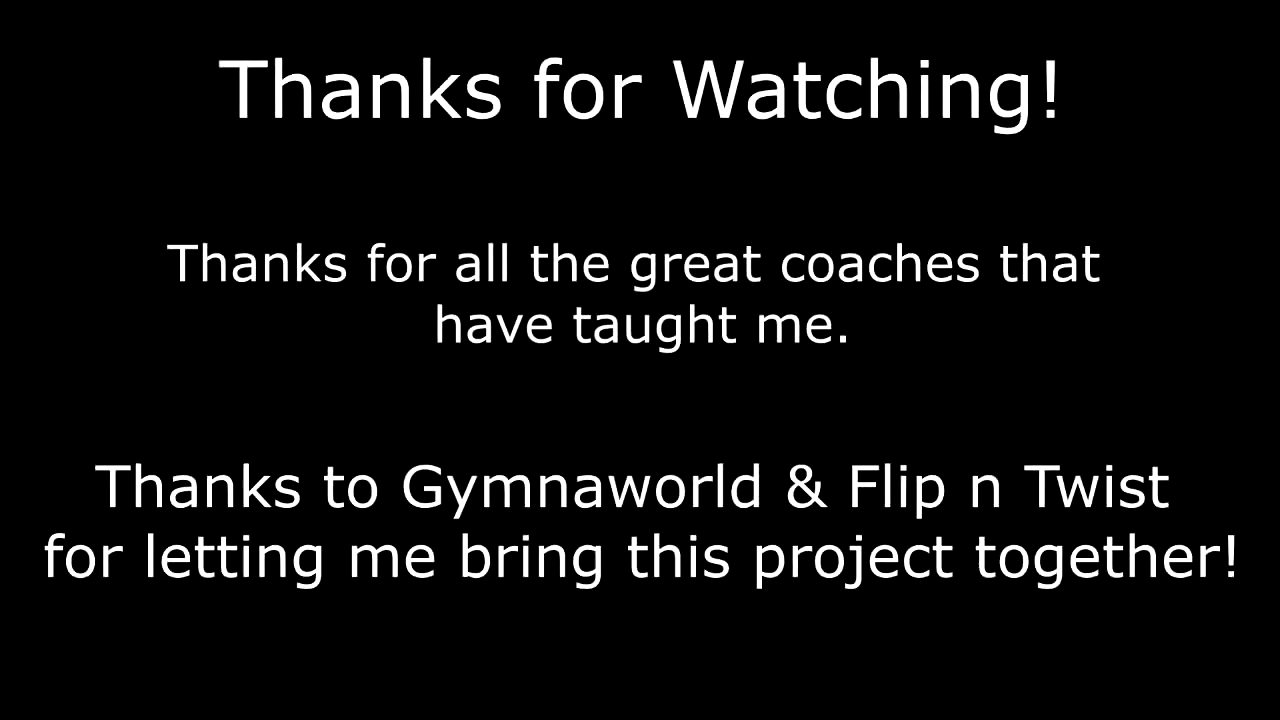 Thanks for Watching!
Thanks for all the great coaches that
have taught me.
Thanks to Gymnaworld & Flip n Twist
for letting me bring this project together!